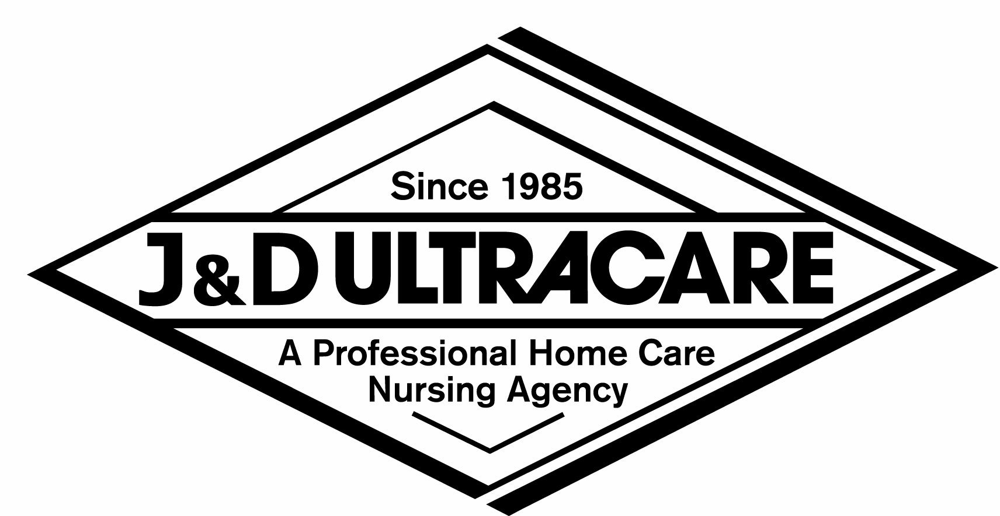 Since 1985
J&D ULTRACARE
A Professional Home Care
Nursing Agency